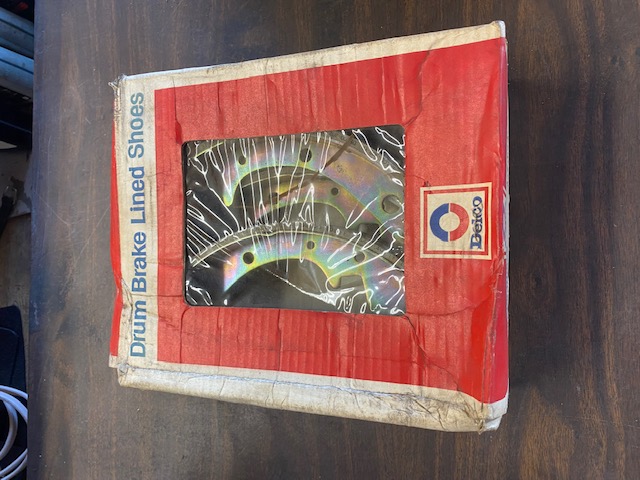 Drum Brake Lined Shoes
Delco